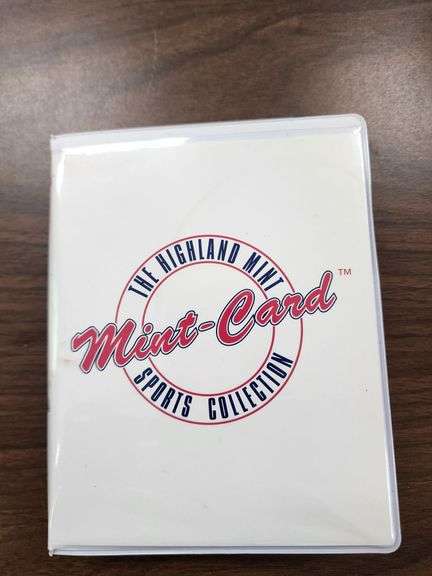 THE HIGHLAND MINT
Mint-Card™
SPORTS COLLECTION